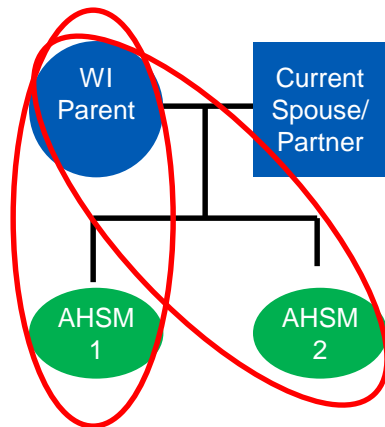 WI
Parent
Current
Spouse/
Partner
AHSM
1
AHSM
2